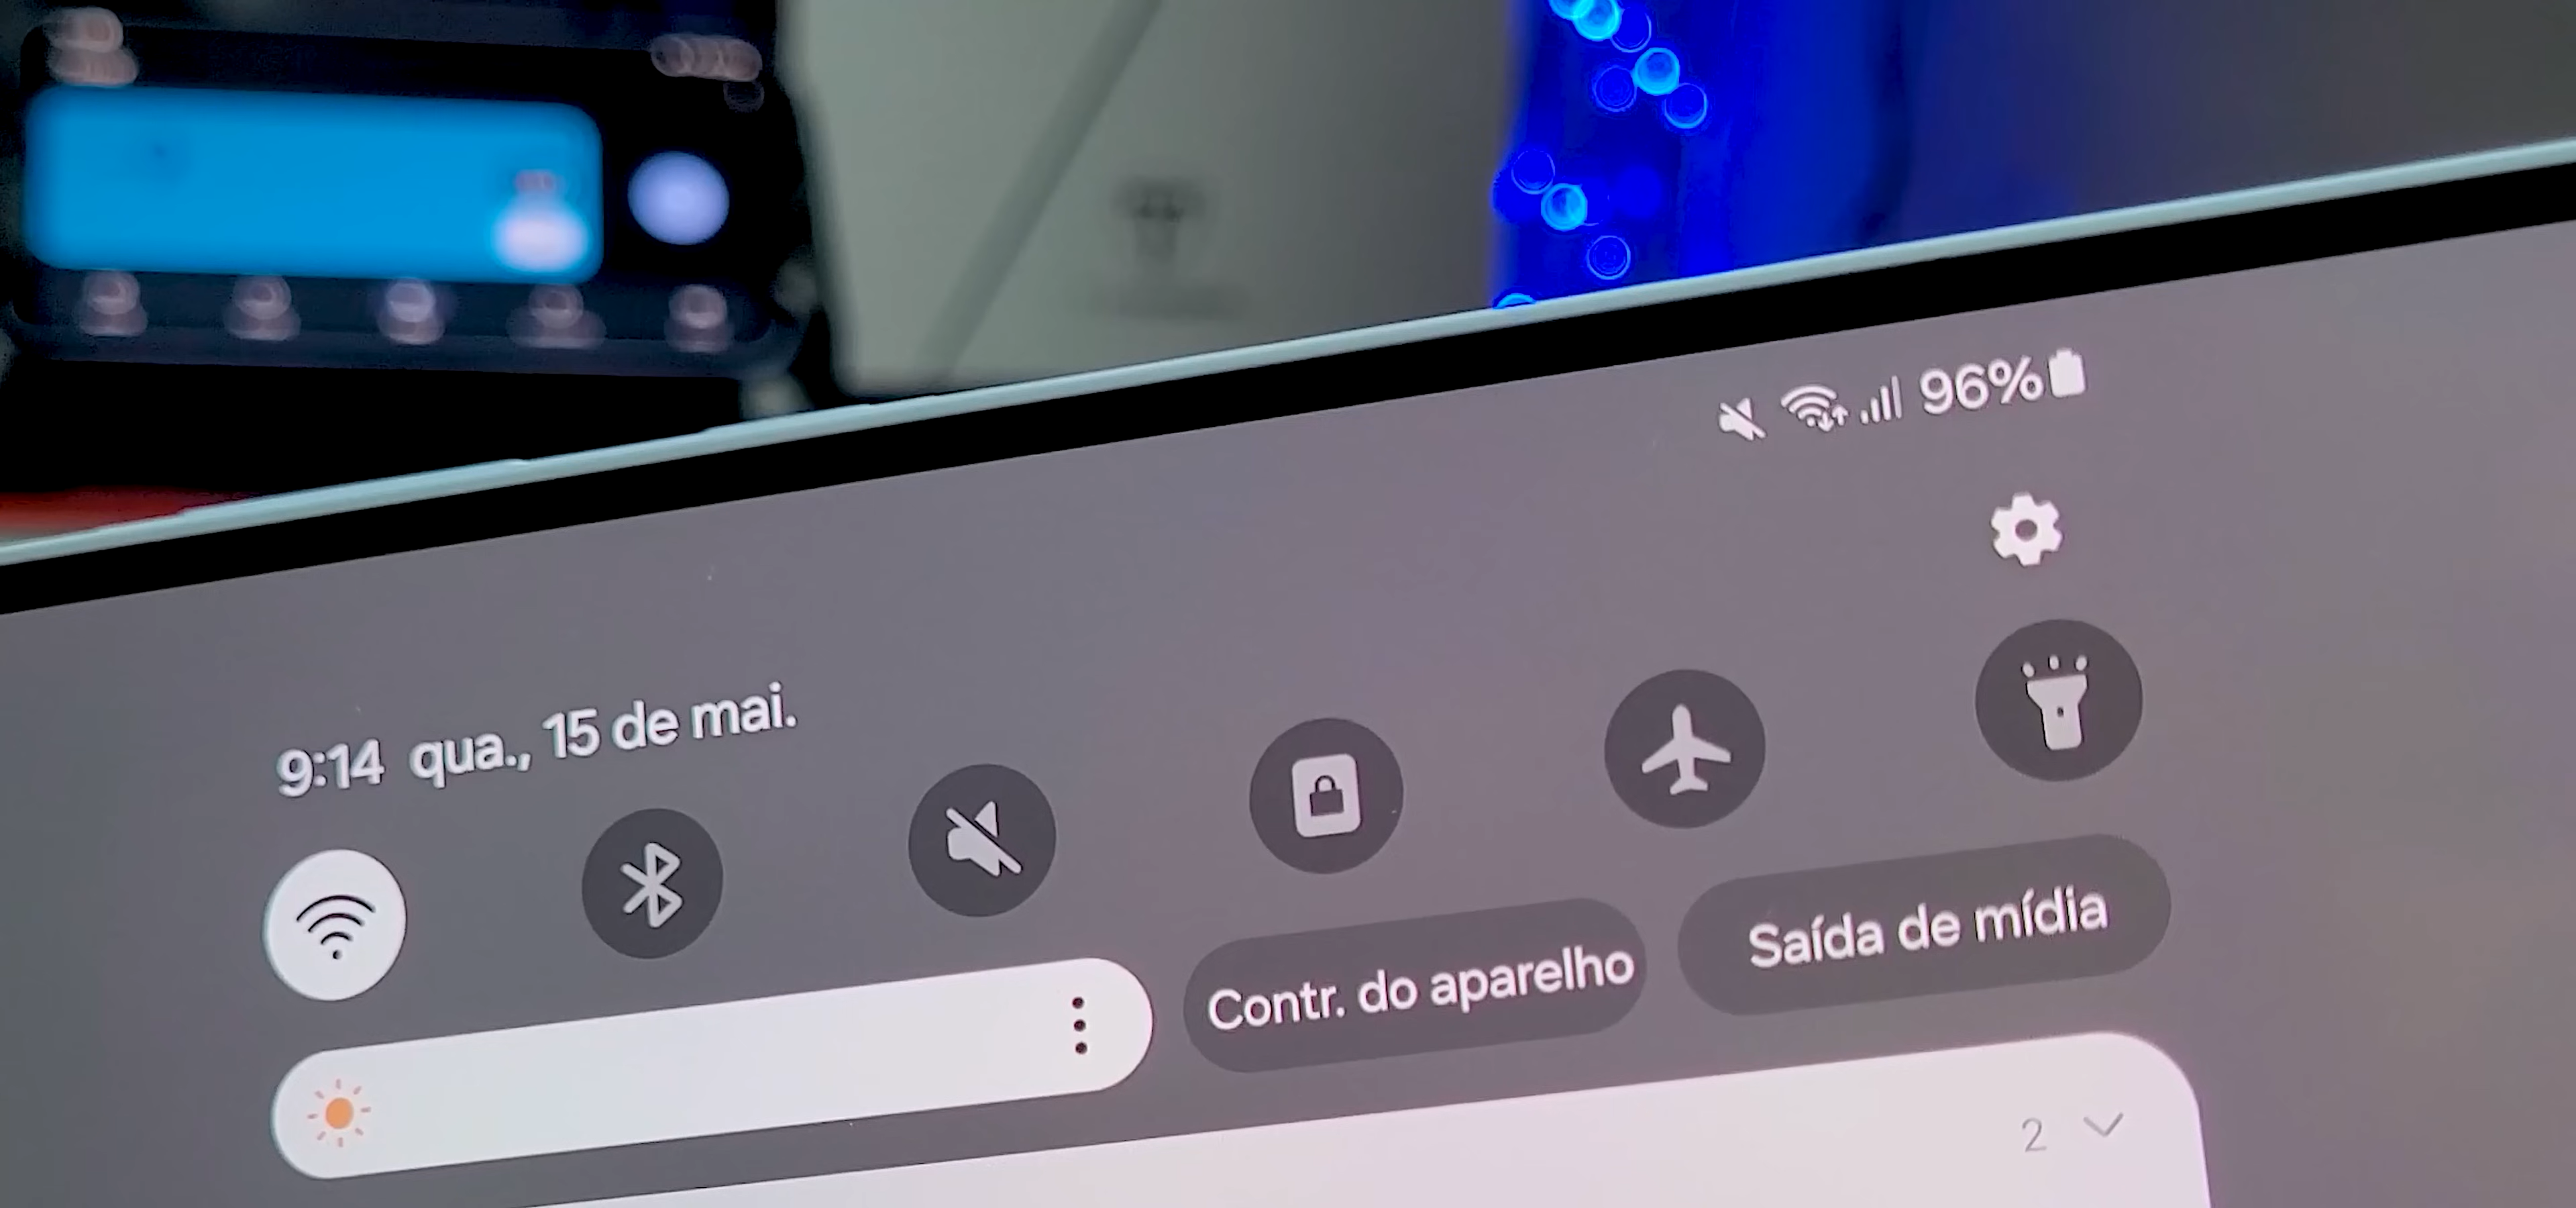 96%
9:14 qua., 15 de mai.
Contr. do aparelho
Saída de mídia
2